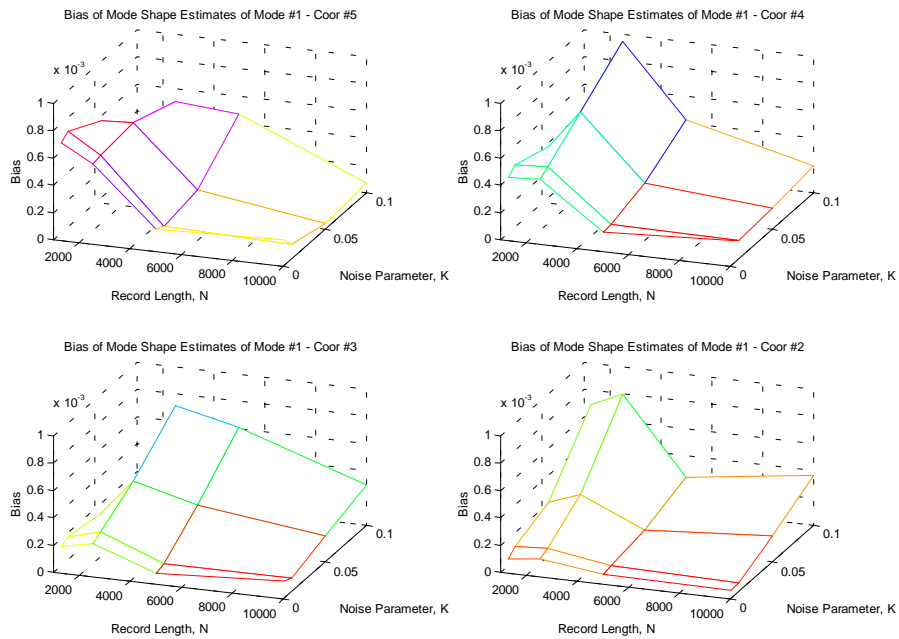 Bias of Mode Shape Estimates of Mode #1 - Coor #5
x 10⁻³
1
0.8
0.6
0.4
0.2
0
Bias
2000
4000
6000
8000
10000
Record Length, N
0
0.05
0.1
Noise Parameter, K
Bias of Mode Shape Estimates of Mode #1 - Coor #4
x 10⁻³
1
0.8
0.6
0.4
0.2
0
Bias
2000
4000
6000
8000
10000
Record Length, N
0
0.05
0.1
Noise Parameter, K
Bias of Mode Shape Estimates of Mode #1 - Coor #3
x 10⁻³
1
0.8
0.6
0.4
0.2
0
Bias
2000
4000
6000
8000
10000
Record Length, N
0
0.05
0.1
Noise Parameter, K
Bias of Mode Shape Estimates of Mode #1 - Coor #2
x 10⁻³
1
0.8
0.6
0.4
0.2
0
Bias
2000
4000
6000
8000
10000
Record Length, N
0
0.05
0.1
Noise Parameter, K